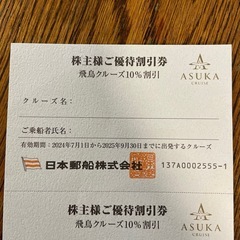 株主様ご優待割引券
飛鳥クルーズ10%割引
ASUKA
CRUISE
クルーズ名：
ご乗船者氏名：
有効期間：2024年7月1日から2025年9月30日までに出発するクルーズ
日本郵船株式会社
137A0002555-1
株主様ご優待割引券
飛鳥クルーズ10%割引
ASUKA
CRUISE